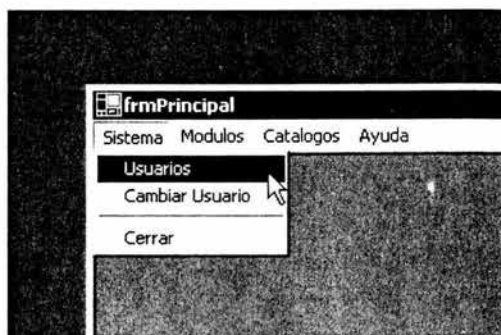 frmPrincipal
Sistema Modulos Catalogos Ayuda
Usuarios
Cambiar Usuario
Cerrar